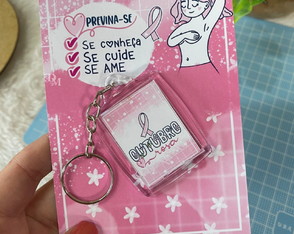 PREVINA-SE
SE CONHEÇA
SE CUIDE
SE AME
OUTUBRO
rosa